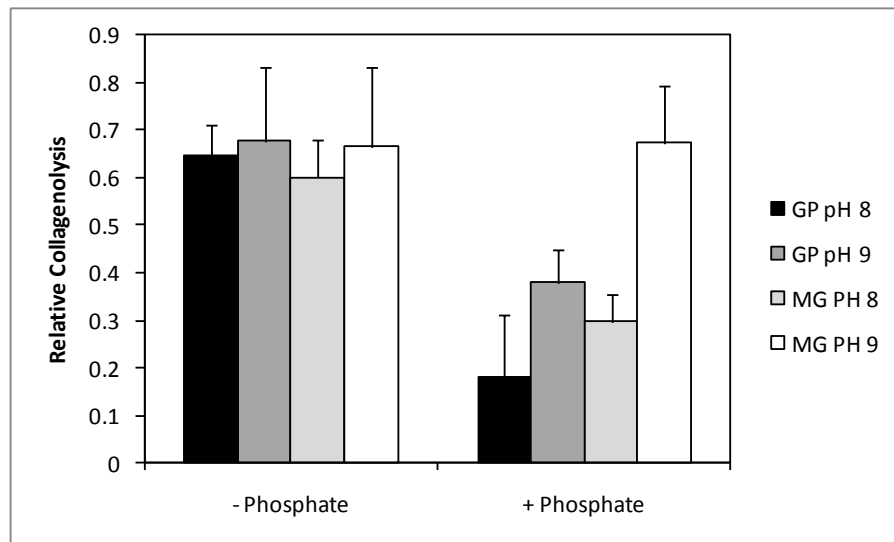 0.9
0.8
0.7
0.6
0.5
0.4
0.3
0.2
0.1
0
Relative Collagenolysis
- Phosphate
+ Phosphate
GP pH 8
GP pH 9
MG PH 8
MG PH 9